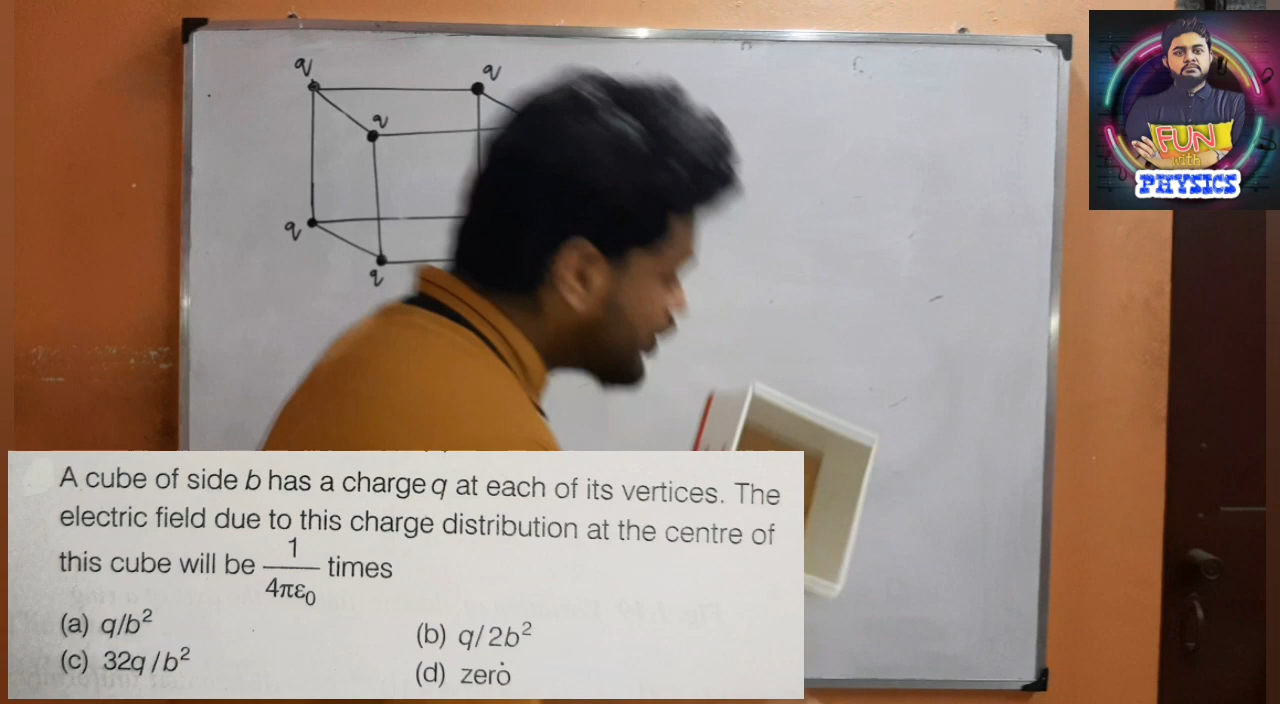 q
q
q
q
q
FUN
with
PHYSICS
A cube of side b has a charge q at each of its vertices. The
electric field due to this charge distribution at the centre of
this cube will be 1/4πε₀ times
(a) q/b²
(b) q/2b²
(c) 32q/b²
(d) zero